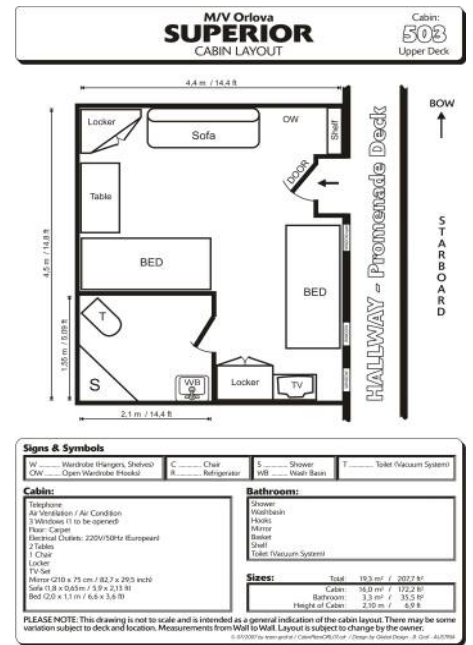 M/V Orlova
SUPERIOR
CABIN LAYOUT
Cabin:
503
Upper Deck
4,4 m / 14,4 ft
4,5 m / 14,8 ft
Locker
Sofa
OW
Shelf
DOOR
Table
BED
BED
HALLWAY - Promenade Deck
BOW
STARBOARD
1,55 m / 5,09 ft
T
S
WB
Locker
TV
2,1 m / 14,4 ft
Signs & Symbols
W .......... Wardrobe (Hangers, Shelves)
OW ...... Open Wardrobe (Hooks)
C .......... Chair
R .......... Refrigerator
S .......... Shower
WB ...... Wash Basin
T .......... Toilet (Vacuum System)
Cabin:
Telephone
Air Ventilation / Air Condition
3 Windows (1 to be opened)
Floor: Carpet
Electrical Outlets: 220V/50Hz (European)
2 Tables
1 Chair
Locker
TV-Set
Mirror (210 x 75 cm / 82,7 x 29,5 inch)
Sofa (1,8 x 0,65m / 5,9 x 2,13 ft)
Bed (2,0 x 1,1 m / 6,6 x 3,6 ft)
Bathroom:
Shower
Washbasin
Hooks
Mirror
Basket
Shelf
Toilet (Vacuum System)
Sizes:
Total: 19,3 m² / 207,7 ft²
Cabin: 16,0 m² / 172,2 ft²
Bathroom: 3,3 m² / 35,5 ft²
Height of Cabin: 2,10 m / 6,9 ft
PLEASE NOTE: This drawing is not to scale and is intended as a general indication of the cabin layout. There may be some
variation subject to deck and location. Measurements from Wall to Wall. Layout is subject to change by the owner.